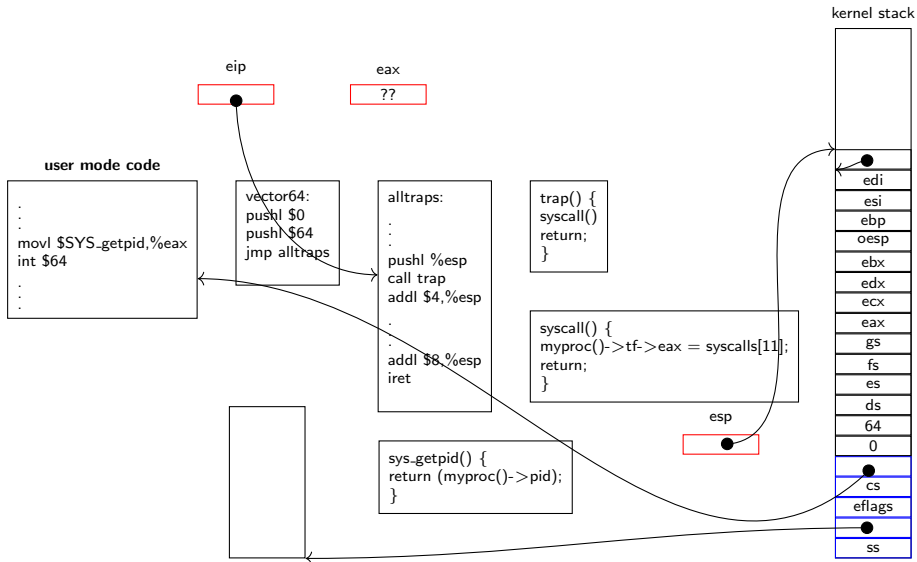 kernel stack
eip
eax
??
user mode code
.
.
.
movl $SYS_getpid,%eax
int $64
.
.
.
vector64:
pushl $0
pushl $64
jmp alltraps
alltraps:
.
.
.
pushl %esp
call trap
addl $4,%esp
.
.
.
addl $8,%esp
iret
trap() {
syscall()
return;
}
syscall() {
myproc()->tf->eax = syscalls[11];
return;
}
sys_getpid() {
return (myproc()->pid);
}
esp
edi
esi
ebp
oesp
ebx
edx
ecx
eax
gs
fs
es
ds
64
0
cs
eflags
ss